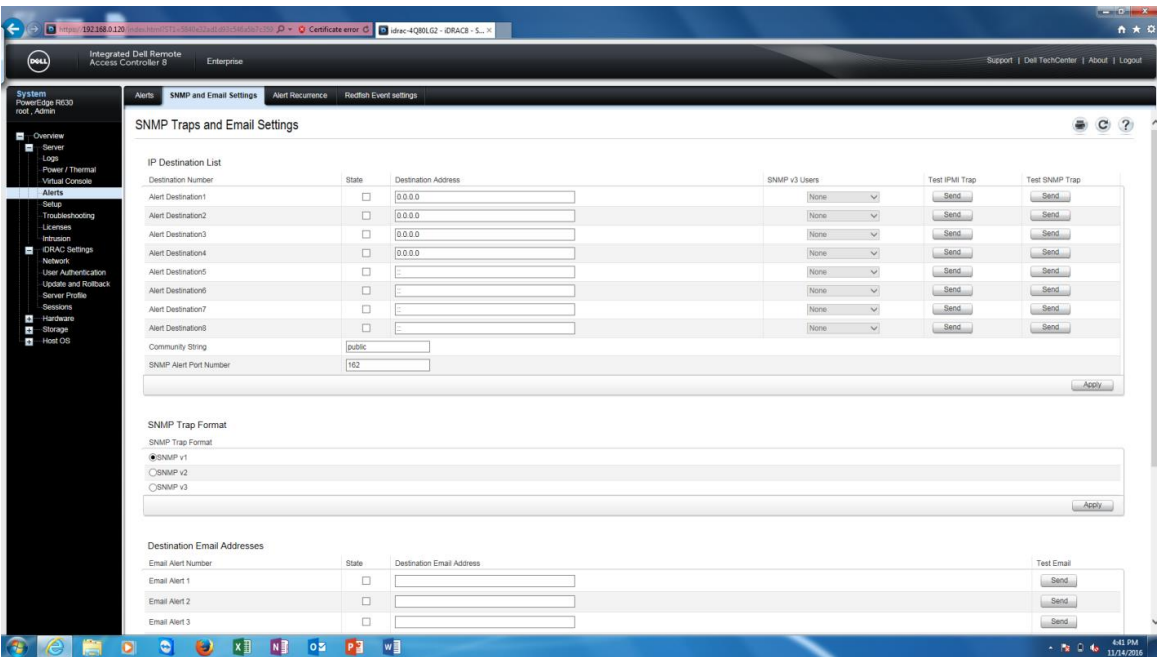 https://192.168.0.120/index.html
Certificate error
idrac-4Q80LG2 - iDRAC8 - S...
DELL
Integrated Dell Remote
Access Controller 8
Enterprise
Support | Dell TechCenter | About | Logout
System
PowerEdge R630
root , Admin
Overview
Server
Logs
Power / Thermal
Virtual Console
Alerts
Setup
Troubleshooting
Licenses
Intrusion
iDRAC Settings
Network
User Authentication
Update and Rollback
Server Profile
Sessions
Hardware
Storage
Host OS
Alerts SNMP and Email Settings Alert Recurrence Redfish Event settings
SNMP Traps and Email Settings
IP Destination List
Destination Number State Destination Address SNMP v3 Users Test IPMI Trap Test SNMP Trap
Alert Destination1 0.0.0.0 None Send Send
Alert Destination2 0.0.0.0 None Send Send
Alert Destination3 0.0.0.0 None Send Send
Alert Destination4 0.0.0.0 None Send Send
Alert Destination5 :: None Send Send
Alert Destination6 :: None Send Send
Alert Destination7 :: None Send Send
Alert Destination8 :: None Send Send
Community String public
SNMP Alert Port Number 162
Apply
SNMP Trap Format
SNMP Trap Format
SNMP v1
SNMP v2
SNMP v3
Apply
Destination Email Addresses
Email Alert Number State Destination Email Address Test Email
Email Alert 1 Send
Email Alert 2 Send
Email Alert 3 Send
4:41 PM
11/14/2016